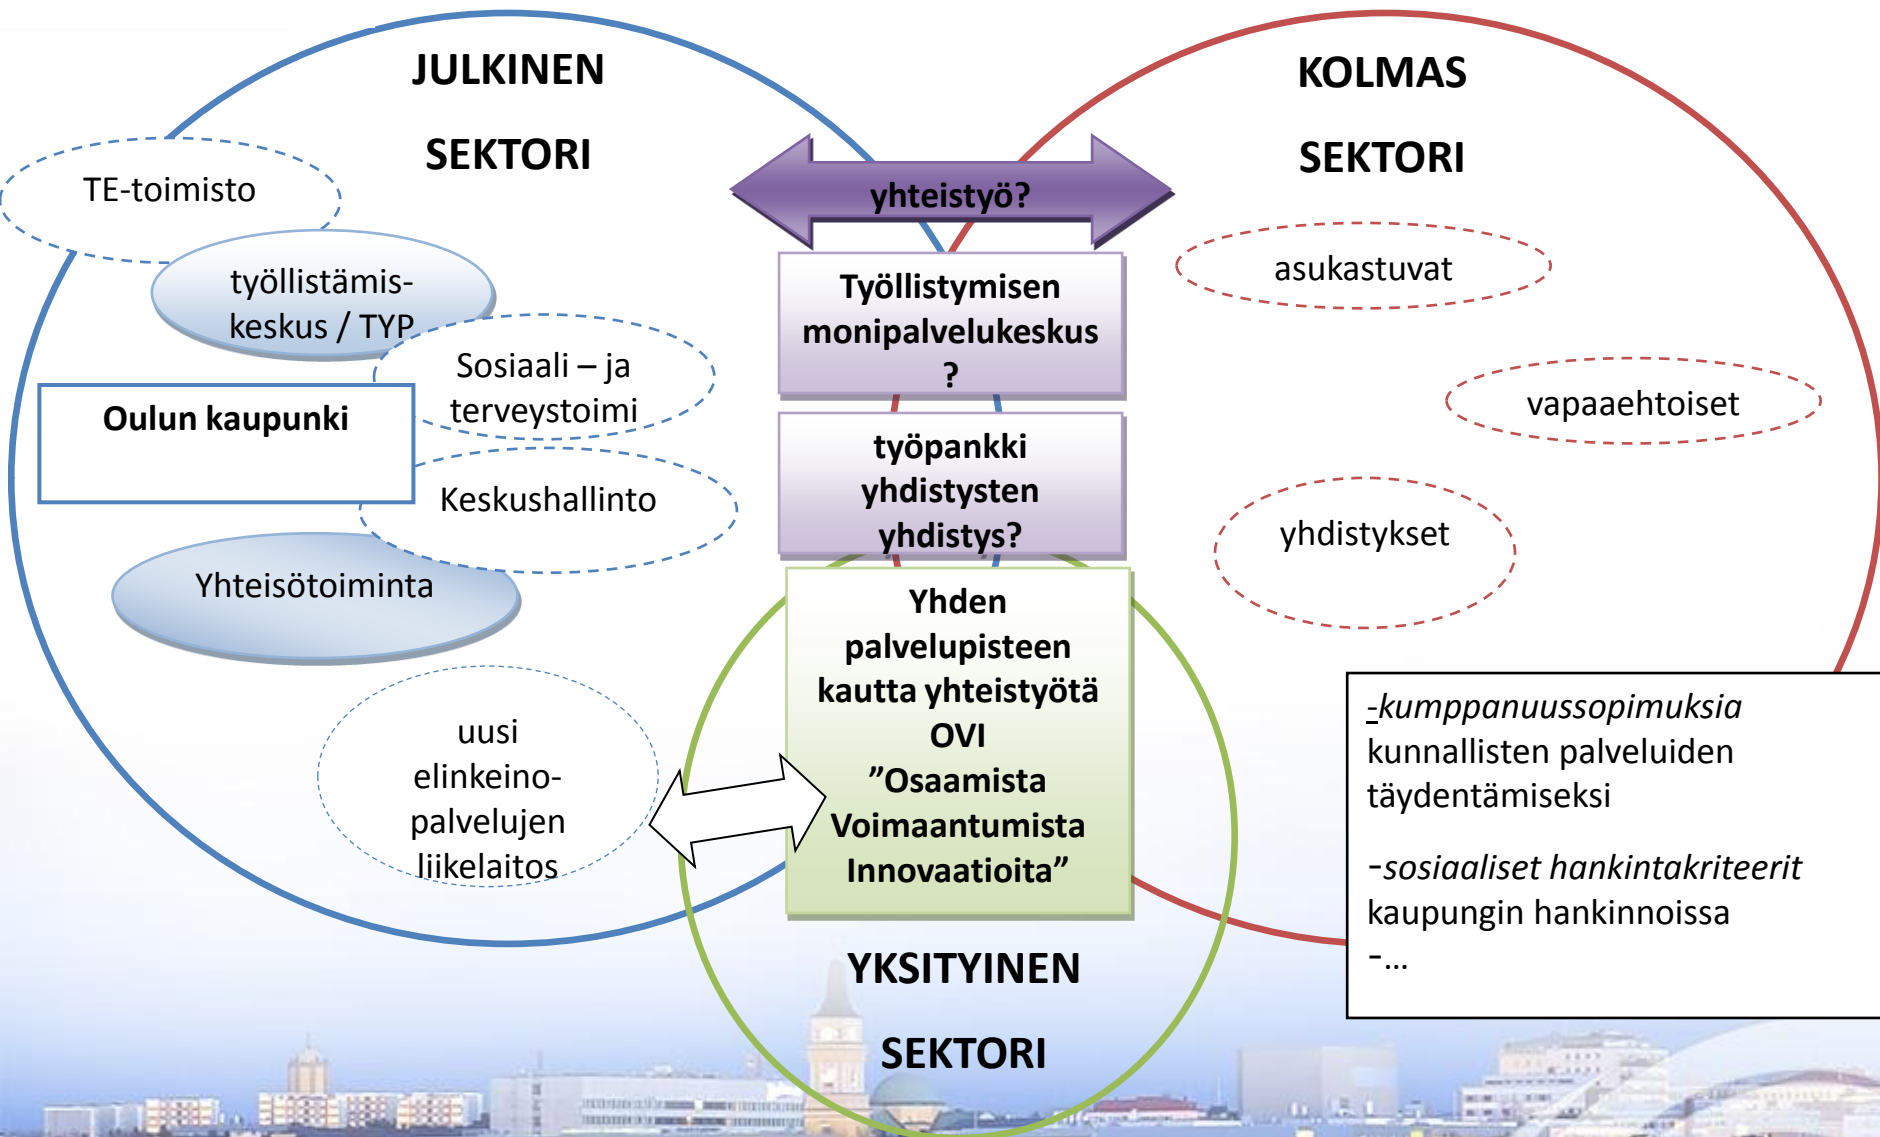 JULKINEN
SEKTORI
KOLMAS
SEKTORI
yhteistyö?
TE-toimisto
työllistämis-
keskus / TYP
Sosiaali – ja
terveystoimi
Oulun kaupunki
Keskushallinto
Yhteisötoiminta
uusi
elinkeino-
palvelujen
liikelaitos
Työllistymisen
monipalvelukeskus
?
työpankki
yhdistysten
yhdistys?
Yhden
palvelupisteen
kautta yhteistyötä
OVI
”Osaamista
Voimaantumista
Innovaatioita”
YKSITYINEN
SEKTORI
asukastuvat
vapaaehtoiset
yhdistykset
-kumppanuussopimuksia
kunnallisten palveluiden
täydentämiseksi
-sosiaaliset hankintakriteerit
kaupungin hankinnoissa
-...